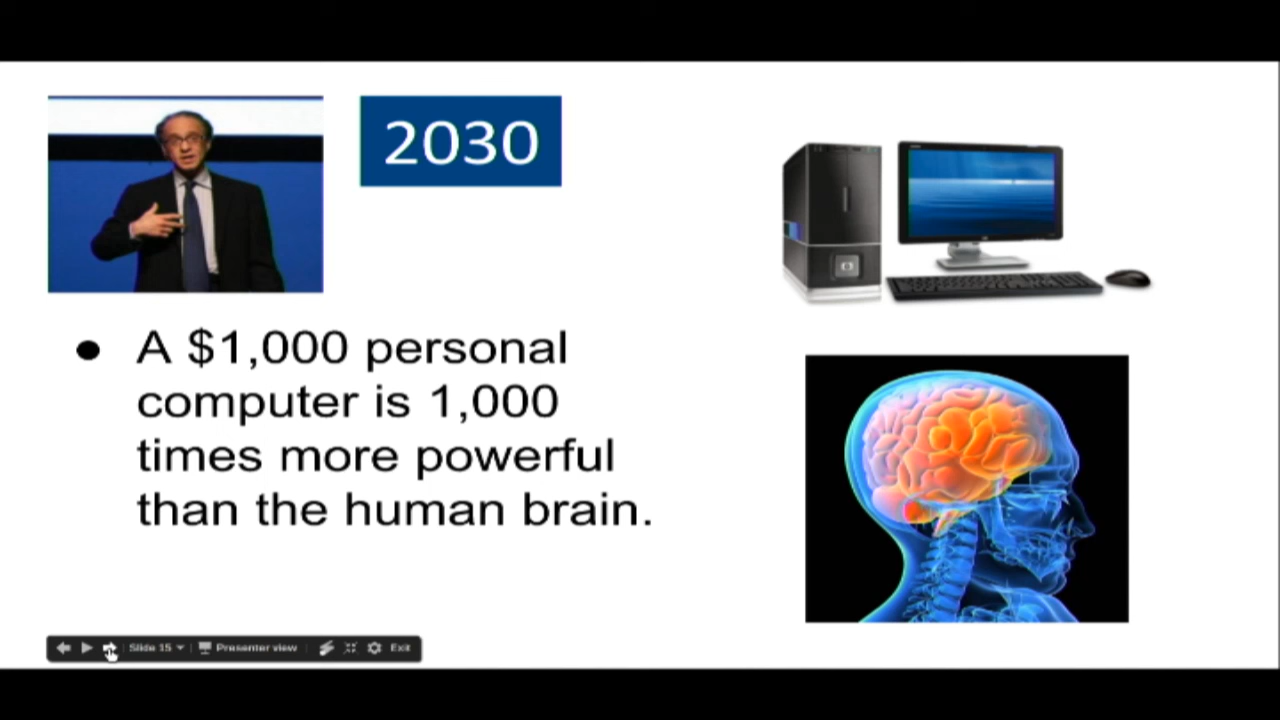 2030
● A $1,000 personal
computer is 1,000
times more powerful
than the human brain.
Slide 15
Presenter view
Exit